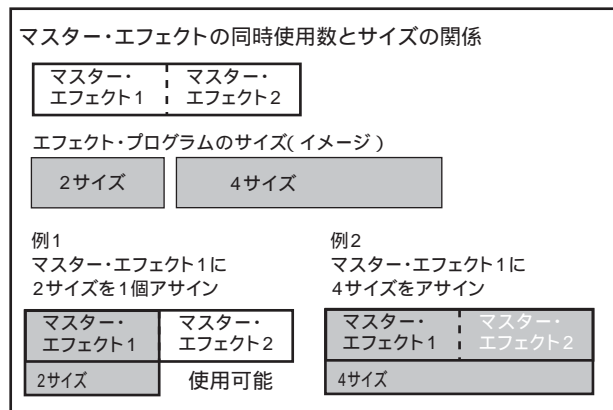 マスター・エフェクトの同時使用数とサイズの関係
マスター・ マスター・
エフェクト1 エフェクト2
エフェクト・プログラムのサイズ(イメージ)
2サイズ 4サイズ
例1
マスター・エフェクト1に
2サイズを1個アサイン
マスター・ マスター・
エフェクト1 エフェクト2
2サイズ 使用可能
例2
マスター・エフェクト1に
4サイズをアサイン
マスター・ マスター・
エフェクト1 エフェクト2
4サイズ